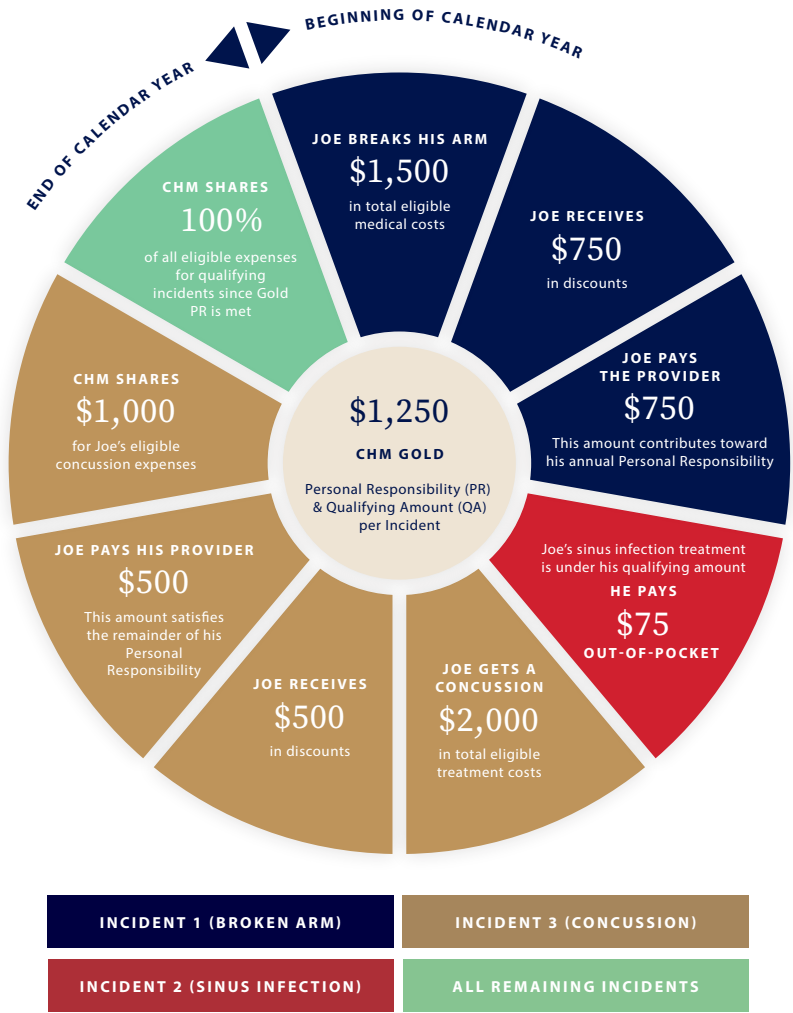 END OF CALENDAR YEAR
BEGINNING OF CALENDAR YEAR
JOE BREAKS HIS ARM
$1,500
in total eligible
medical costs
JOE RECEIVES
$750
in discounts
JOE PAYS
THE PROVIDER
$750
This amount contributes toward
his annual Personal Responsibility
Joe’s sinus infection treatment
is under his qualifying amount
HE PAYS
$75
OUT-OF-POCKET
JOE GETS A
CONCUSSION
$2,000
in total eligible
treatment costs
JOE RECEIVES
$500
in discounts
JOE PAYS HIS PROVIDER
$500
This amount satisfies
the remainder of his
Personal
Responsibility
CHM SHARES
$1,000
for Joe’s eligible
concussion expenses
CHM SHARES
100%
of all eligible expenses
for qualifying
incidents since Gold
PR is met
$1,250
CHM GOLD
Personal Responsibility (PR)
& Qualifying Amount (QA)
per Incident
INCIDENT 1 (BROKEN ARM)
INCIDENT 3 (CONCUSSION)
INCIDENT 2 (SINUS INFECTION)
ALL REMAINING INCIDENTS